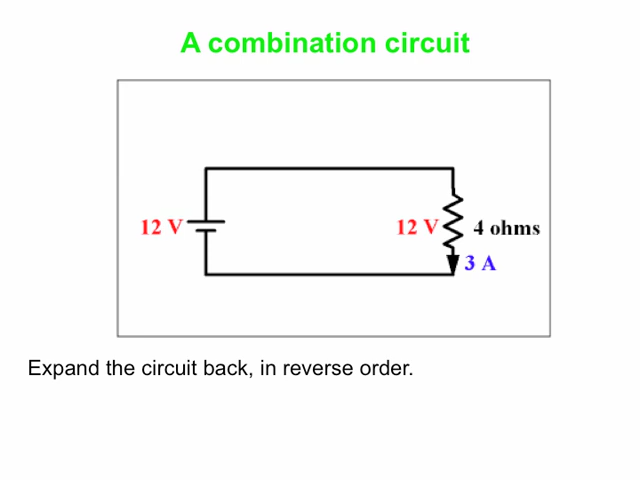 A combination circuit
12 V
12 V
4 ohms
3 A
Expand the circuit back, in reverse order.